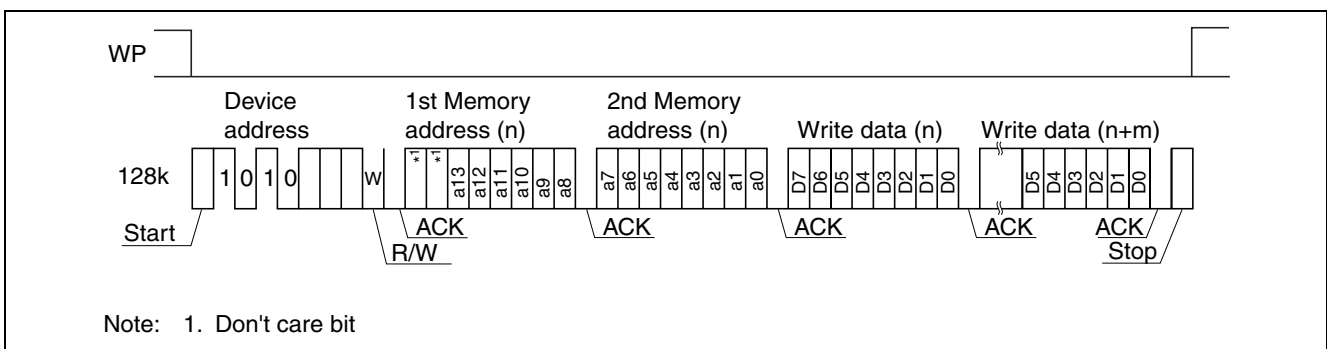 WP
Device
address
1st Memory
address (n)
2nd Memory
address (n)
Write data (n)
Write data (n+m)
128k
1 0 1 0 W *1 *1 a13 a12 a11 a10 a9 a8 a7 a6 a5 a4 a3 a2 a1 a0 D7 D6 D5 D4 D3 D2 D1 D0 D5 D4 D3 D2 D1 D0
Start
R/W
ACK
ACK
ACK
ACK
ACK
Stop
Note: 1. Don't care bit